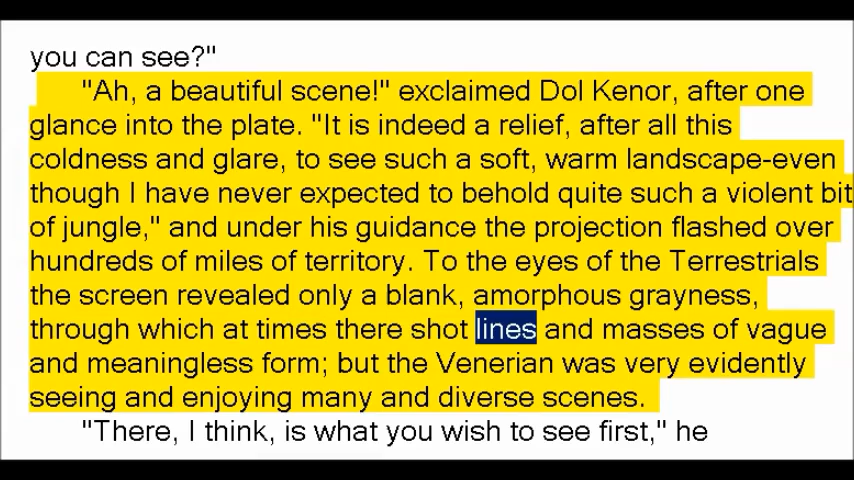 you can see?"
"Ah, a beautiful scene!" exclaimed Dol Kenor, after one
glance into the plate. "It is indeed a relief, after all this
coldness and glare, to see such a soft, warm landscape-even
though I have never expected to behold quite such a violent bit
of jungle," and under his guidance the projection flashed over
hundreds of miles of territory. To the eyes of the Terrestrials
the screen revealed only a blank, amorphous grayness,
through which at times there shot lines and masses of vague
and meaningless form; but the Venerian was very evidently
seeing and enjoying many and diverse scenes.
"There, I think, is what you wish to see first," he